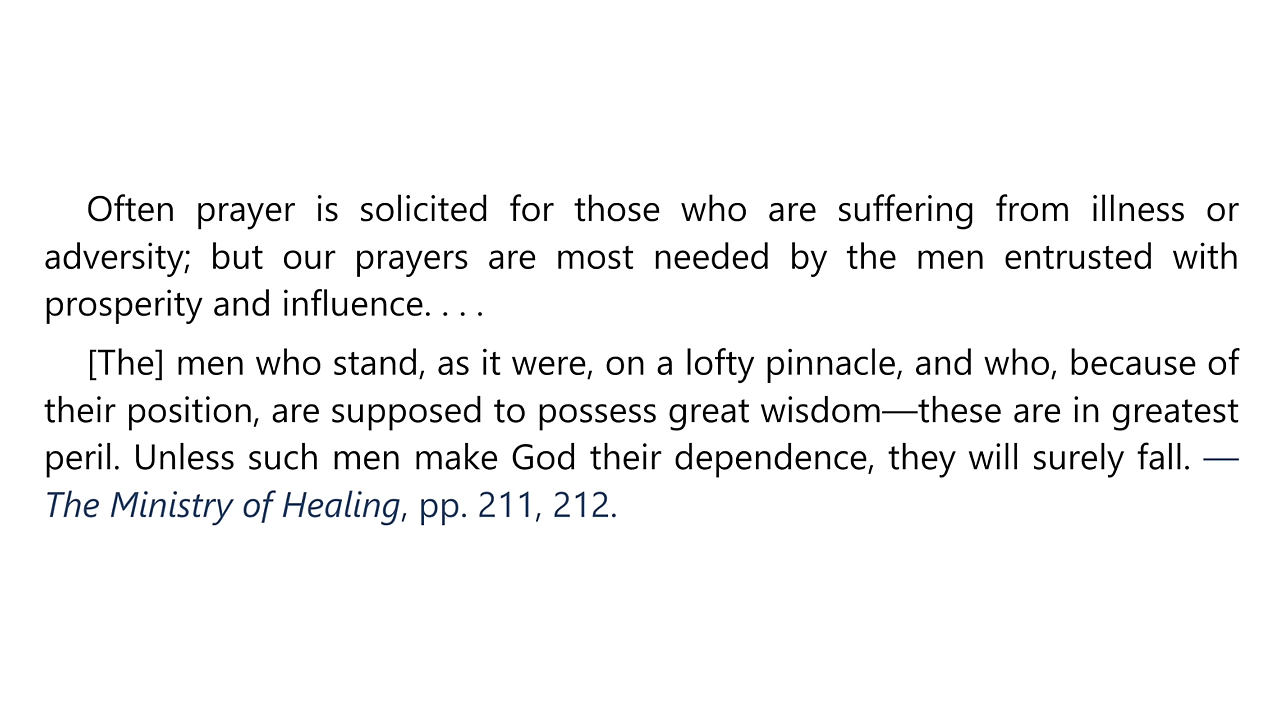 Often prayer is solicited for those who are suffering from illness or
adversity; but our prayers are most needed by the men entrusted with
prosperity and influence. . . .
[The] men who stand, as it were, on a lofty pinnacle, and who, because of
their position, are supposed to possess great wisdom—these are in greatest
peril. Unless such men make God their dependence, they will surely fall. —
The Ministry of Healing, pp. 211, 212.